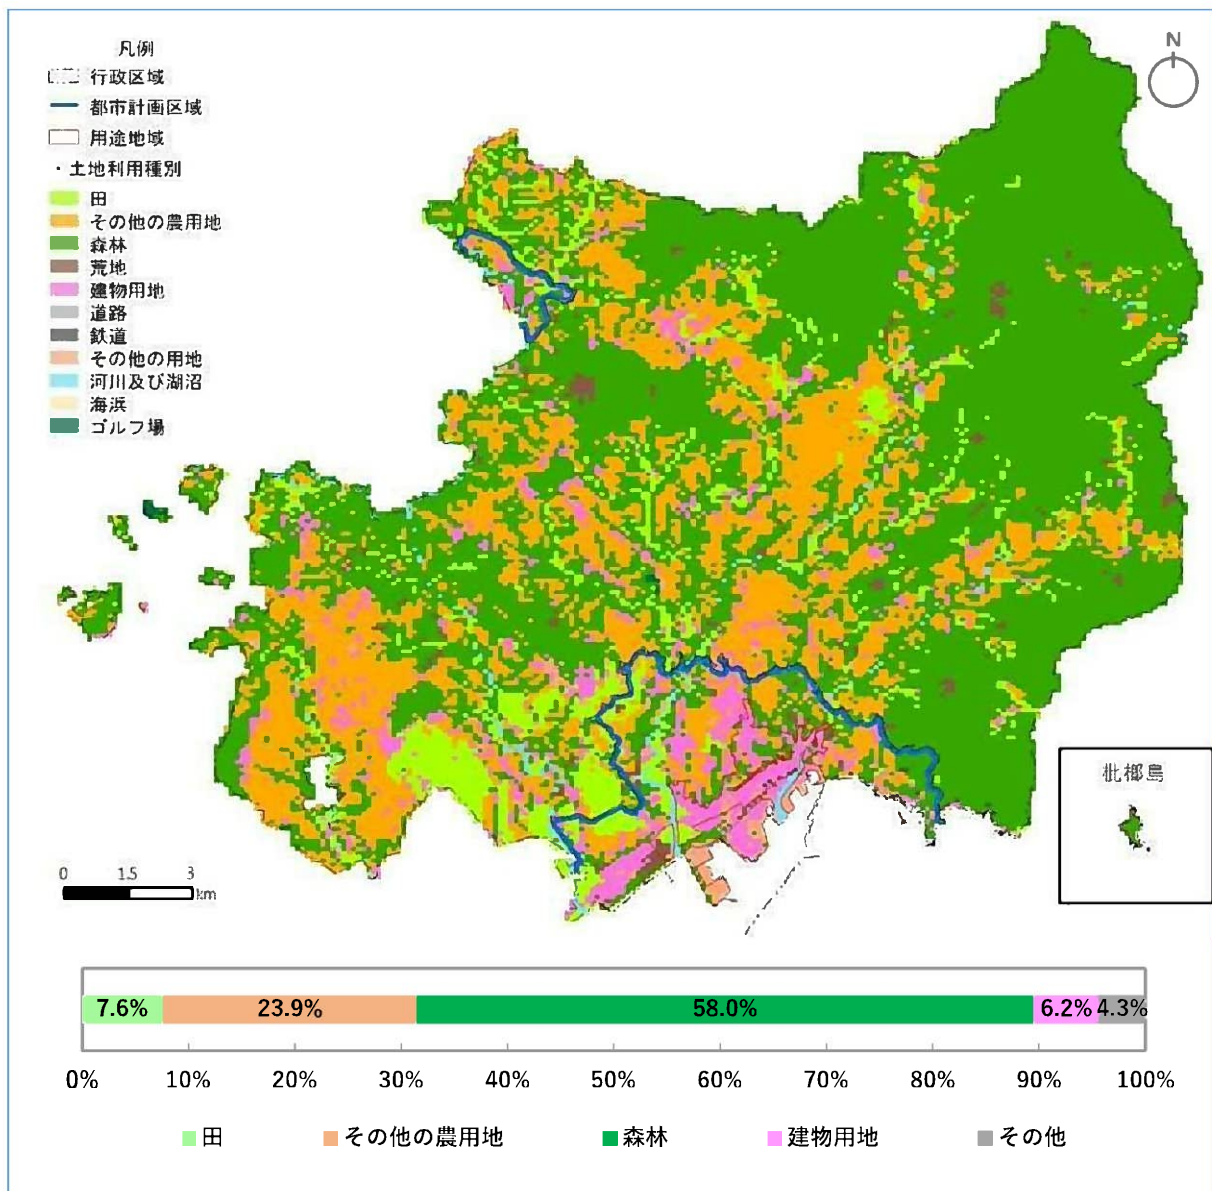 凡例
行政区域
都市計画区域
用途地域
・土地利用種別
田
その他の農用地
森林
荒地
建物用地
道路
鉄道
その他の用地
河川及び湖沼
海浜
ゴルフ場
N
枇榔島
0 1.5 3
km
7.6% 23.9% 58.0% 6.2% 4.3%
0% 10% 20% 30% 40% 50% 60% 70% 80% 90% 100%
田 その他の農用地 森林 建物用地 その他